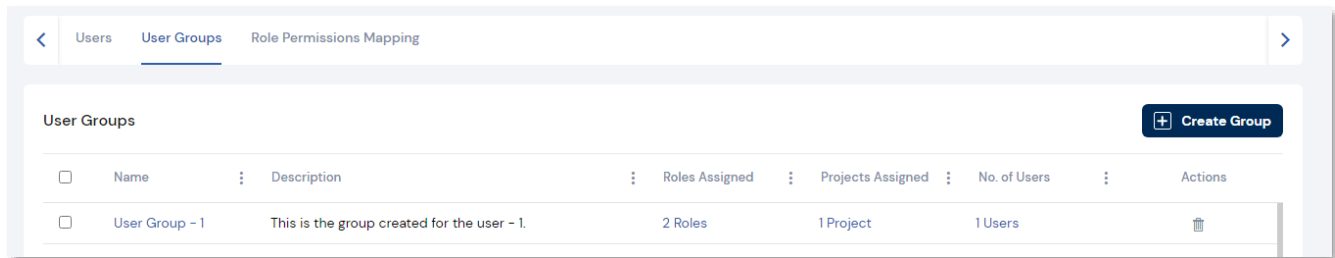 Users User Groups Role Permissions Mapping
User Groups
Create Group
Name Description Roles Assigned Projects Assigned No. of Users Actions
User Group - 1 This is the group created for the user - 1. 2 Roles 1 Project 1 Users